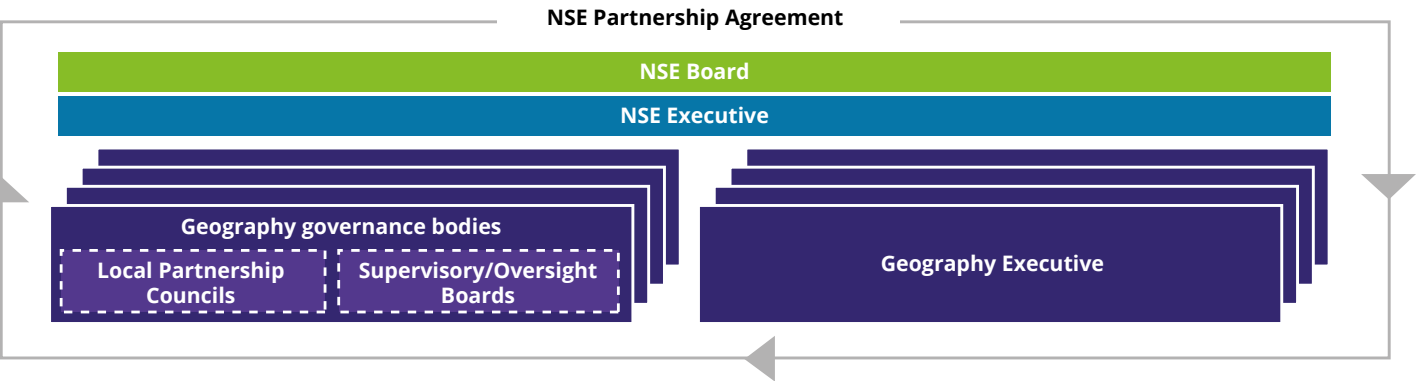 NSE Partnership Agreement
NSE Board
NSE Executive
Geography governance bodies
Local Partnership
Councils
Supervisory/Oversight
Boards
Geography Executive